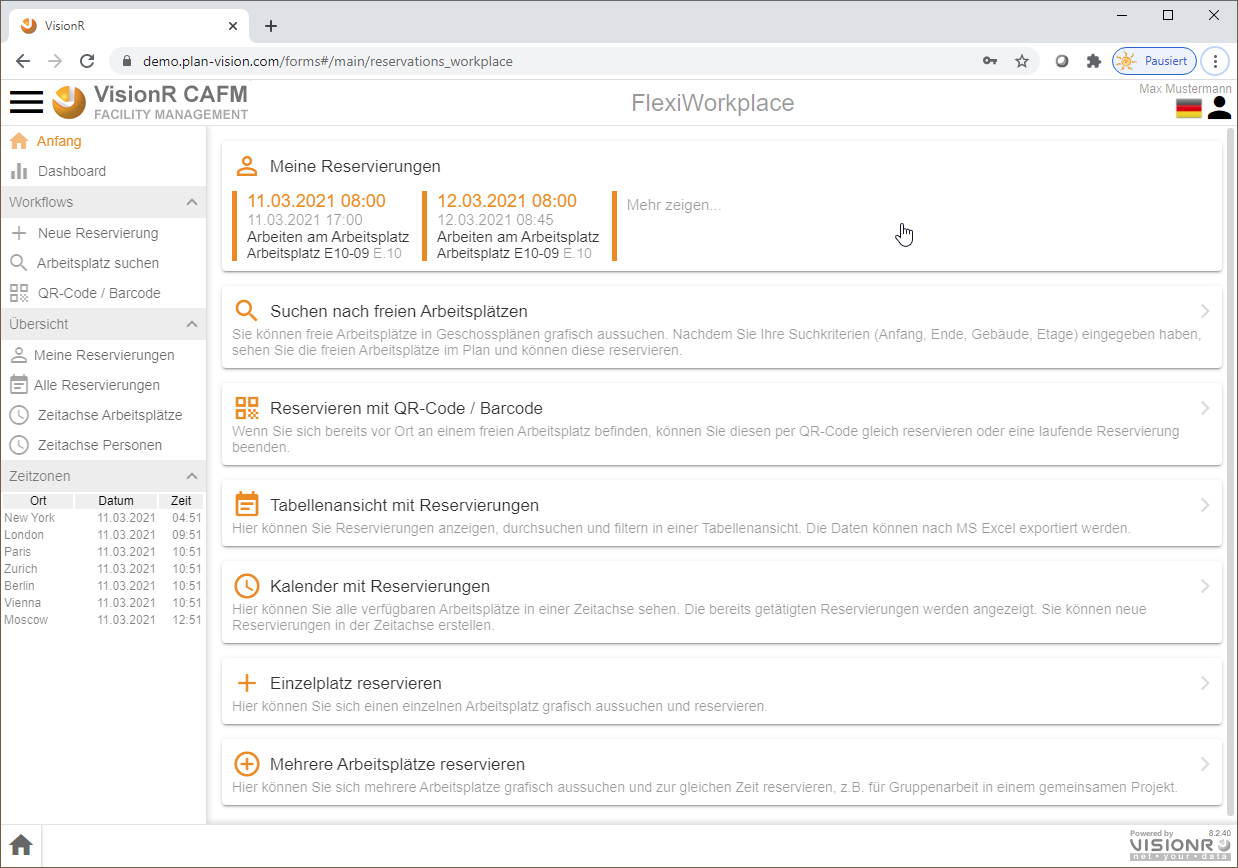 VisionR
demo.plan-vision.com/forms#/main/reservations_workplace
Pausiert
VisionR CAFM
FACILITY MANAGEMENT
FlexiWorkplace
Max Mustermann
Anfang
Dashboard
Workflows
Neue Reservierung
Arbeitsplatz suchen
QR-Code / Barcode
Übersicht
Meine Reservierungen
Alle Reservierungen
Zeitachse Arbeitsplätze
Zeitachse Personen
Zeitzonen
Ort Datum Zeit
New York 11.03.2021 04:51
London 11.03.2021 09:51
Paris 11.03.2021 10:51
Zurich 11.03.2021 10:51
Berlin 11.03.2021 10:51
Vienna 11.03.2021 10:51
Moscow 11.03.2021 12:51
Meine Reservierungen
11.03.2021 08:00
11.03.2021 17:00
Arbeiten am Arbeitsplatz
Arbeitsplatz E10-09 E.10
12.03.2021 08:00
12.03.2021 08:45
Arbeiten am Arbeitsplatz
Arbeitsplatz E10-09 E.10
Mehr zeigen...
Suchen nach freien Arbeitsplätzen
Sie können freie Arbeitsplätze in Geschossplänen grafisch aussuchen. Nachdem Sie Ihre Suchkriterien (Anfang, Ende, Gebäude, Etage) eingegeben haben,
sehen Sie die freien Arbeitsplätze im Plan und können diese reservieren.
Reservieren mit QR-Code / Barcode
Wenn Sie sich bereits vor Ort an einem freien Arbeitsplatz befinden, können Sie diesen per QR-Code gleich reservieren oder eine laufende Reservierung
beenden.
Tabellenansicht mit Reservierungen
Hier können Sie Reservierungen anzeigen, durchsuchen und filtern in einer Tabellenansicht. Die Daten können nach MS Excel exportiert werden.
Kalender mit Reservierungen
Hier können Sie alle verfügbaren Arbeitsplätze in einer Zeitachse sehen. Die bereits getätigten Reservierungen werden angezeigt. Sie können neue
Reservierungen in der Zeitachse erstellen.
Einzelplatz reservieren
Hier können Sie sich einen einzelnen Arbeitsplatz grafisch aussuchen und reservieren.
Mehrere Arbeitsplätze reservieren
Hier können Sie sich mehrere Arbeitsplatze grafisch aussuchen und zur gleichen Zeit reservieren, z.B. für Gruppenarbeit in einem gemeinsamen Projekt.
Powered by 8.2.40
VISIONR
net • your • data